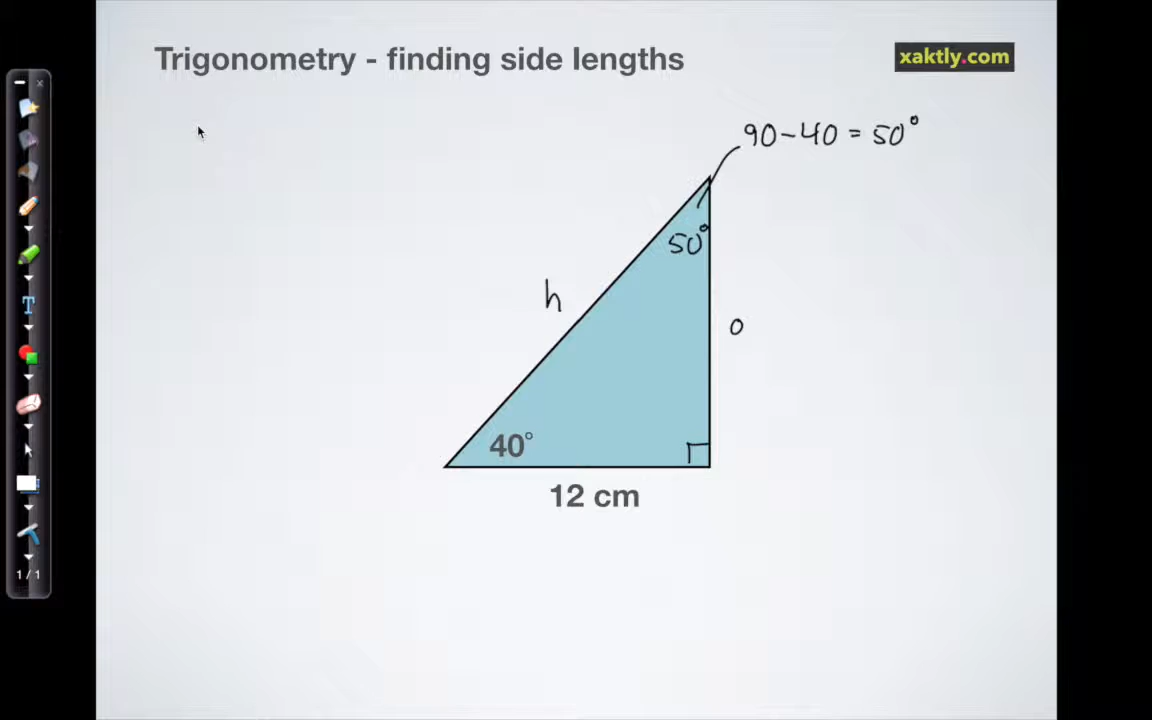 Trigonometry - finding side lengths
xaktly.com
90-40 = 50°
50°
h
o
40°
12 cm
T
1 / 1